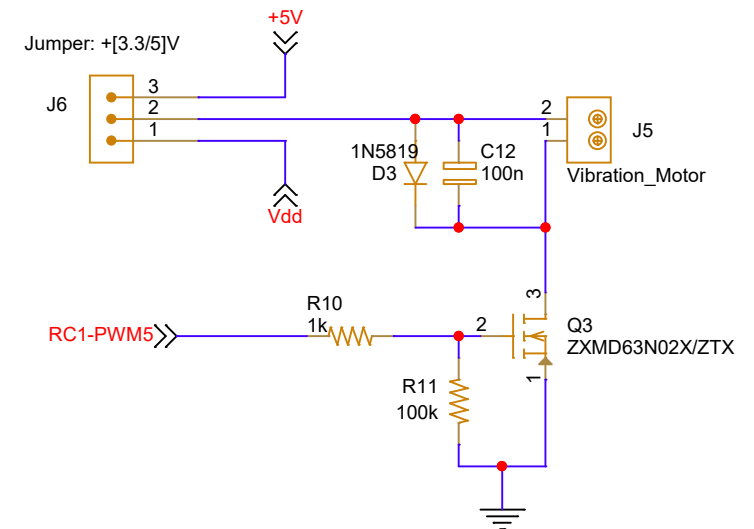 +5V
Jumper: +[3.3/5]V
J6
3
2
1
Vdd
1N5819
D3
C12
100n
2
1
J5
Vibration_Motor
RC1-PWM5
R10
1k
2
3
1
Q3
ZXMD63N02X/ZTX
R11
100k